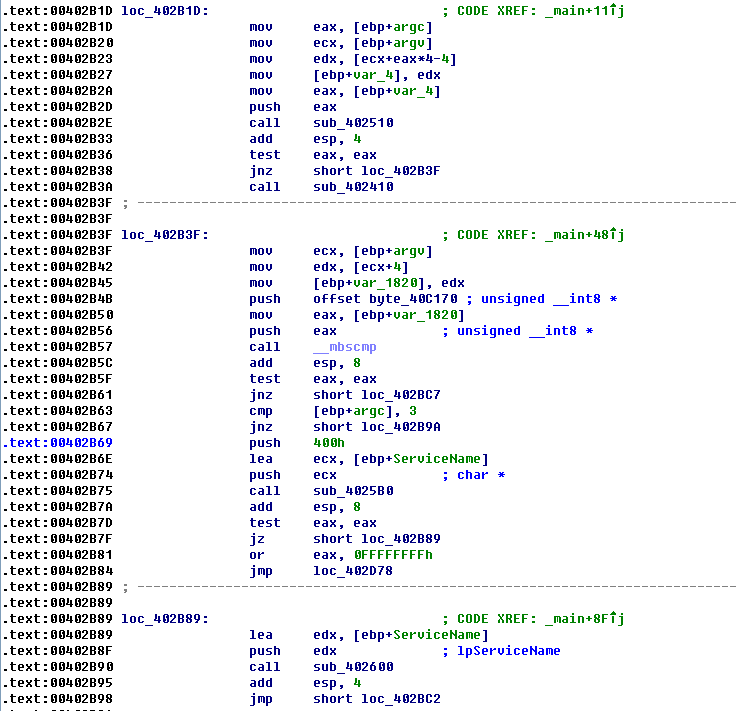 .text:00402B1D loc_402B1D: ; CODE XREF: _main+11↑j
.text:00402B1D mov eax, [ebp+argc]
.text:00402B20 mov ecx, [ebp+argv]
.text:00402B23 mov edx, [ecx+eax*4-4]
.text:00402B27 mov [ebp+var_4], edx
.text:00402B2A mov eax, [ebp+var_4]
.text:00402B2D push eax
.text:00402B2E call sub_402510
.text:00402B33 add esp, 4
.text:00402B36 test eax, eax
.text:00402B38 jnz short loc_402B3F
.text:00402B3A call sub_402410
.text:00402B3F ; ---------------------------------------------------------------------------
.text:00402B3F
.text:00402B3F loc_402B3F: ; CODE XREF: _main+48↑j
.text:00402B3F mov ecx, [ebp+argv]
.text:00402B42 mov edx, [ecx+4]
.text:00402B45 mov [ebp+var_1820], edx
.text:00402B4B push offset byte_40C170 ; unsigned __int8 *
.text:00402B50 mov eax, [ebp+var_1820]
.text:00402B56 push eax ; unsigned __int8 *
.text:00402B57 call __mbscmp
.text:00402B5C add esp, 8
.text:00402B5F test eax, eax
.text:00402B61 jnz short loc_402BC7
.text:00402B63 cmp [ebp+argc], 3
.text:00402B67 jnz short loc_402B9A
.text:00402B69 push 400h
.text:00402B6E lea ecx, [ebp+ServiceName]
.text:00402B74 push ecx ; char *
.text:00402B75 call sub_4025B0
.text:00402B7A add esp, 8
.text:00402B7D test eax, eax
.text:00402B7F jz short loc_402B89
.text:00402B81 or eax, 0FFFFFFFFh
.text:00402B84 jmp loc_402D78
.text:00402B89 ; ---------------------------------------------------------------------------
.text:00402B89
.text:00402B89 loc_402B89: ; CODE XREF: _main+8F↑j
.text:00402B89 lea edx, [ebp+ServiceName]
.text:00402B8F push edx ; lpServiceName
.text:00402B90 call sub_402600
.text:00402B95 add esp, 4
.text:00402B98 jmp short loc_402BC2